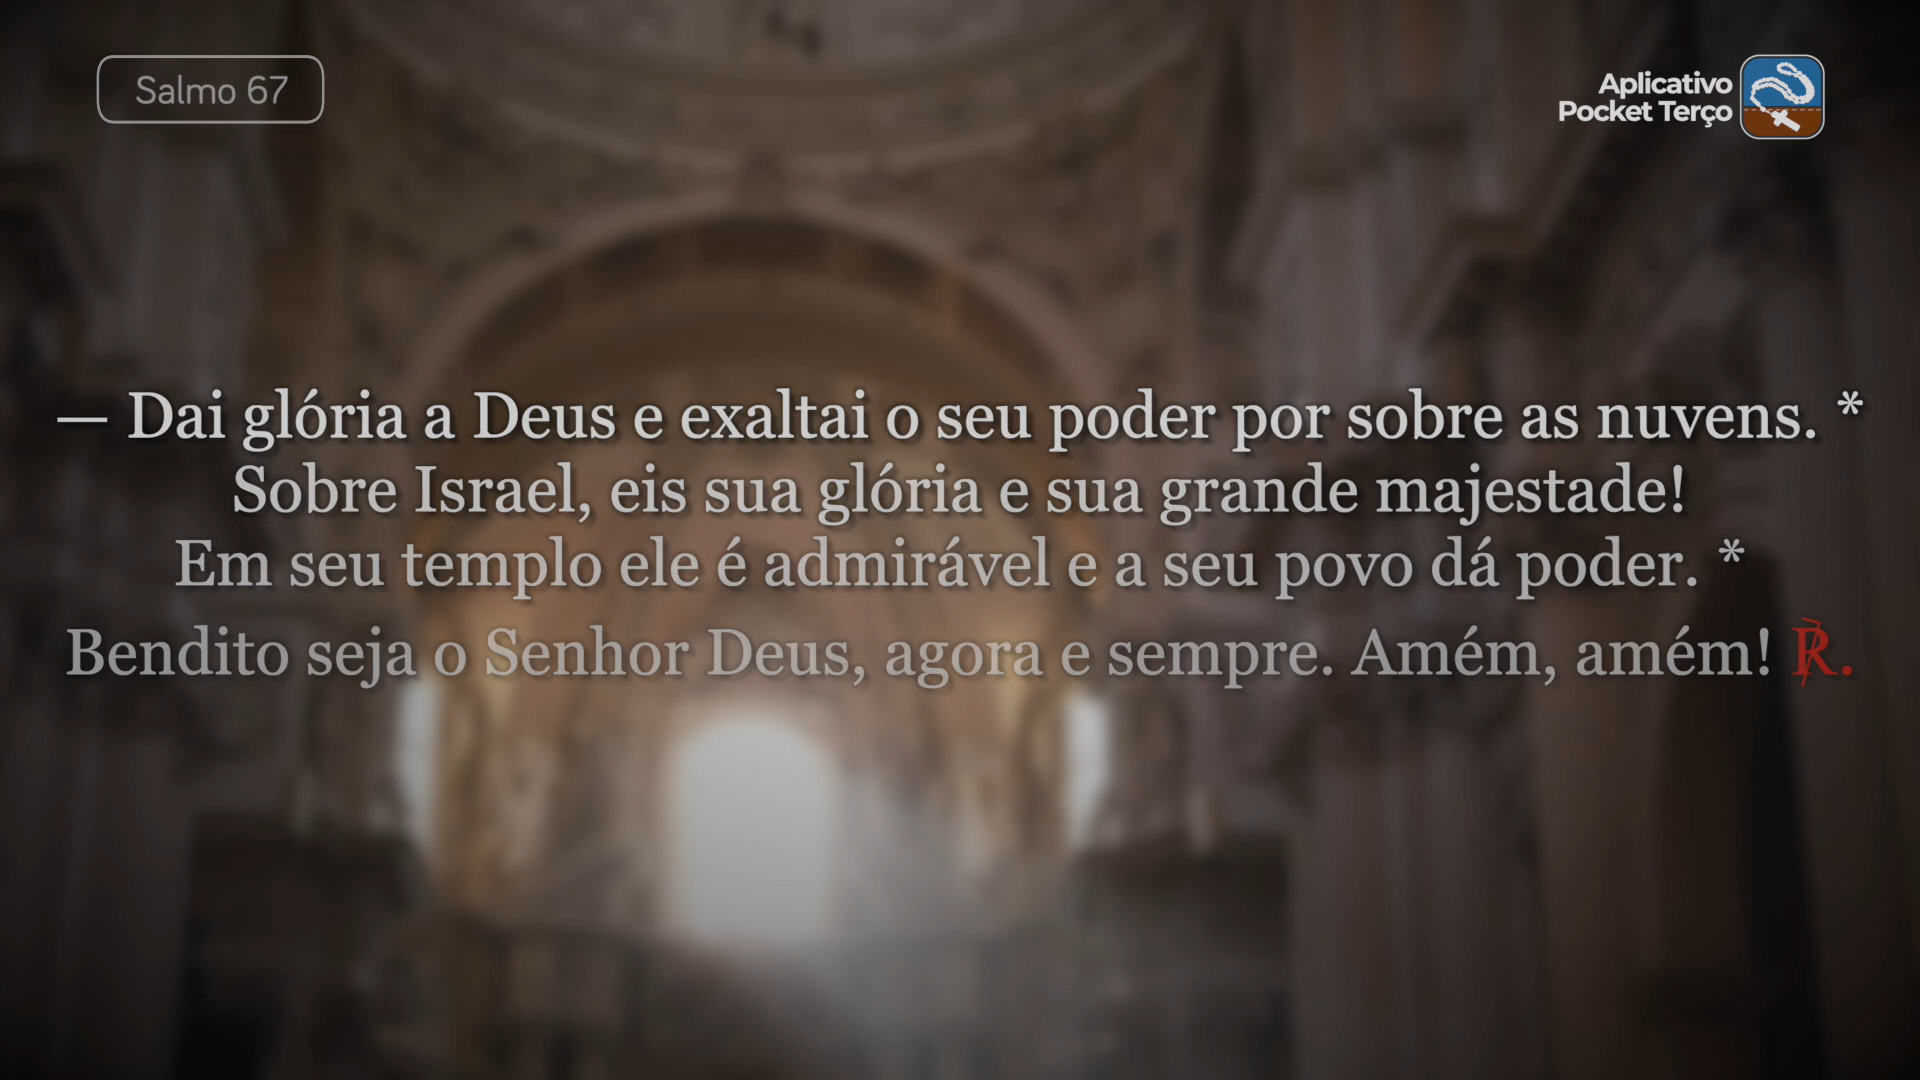 Salmo 67
Aplicativo
Pocket Terço
— Dai glória a Deus e exaltai o seu poder por sobre as nuvens. *
Sobre Israel, eis sua glória e sua grande majestade!
Em seu templo ele é admirável e a seu povo dá poder. *
Bendito seja o Senhor Deus, agora e sempre. Amém, amém! ℟.